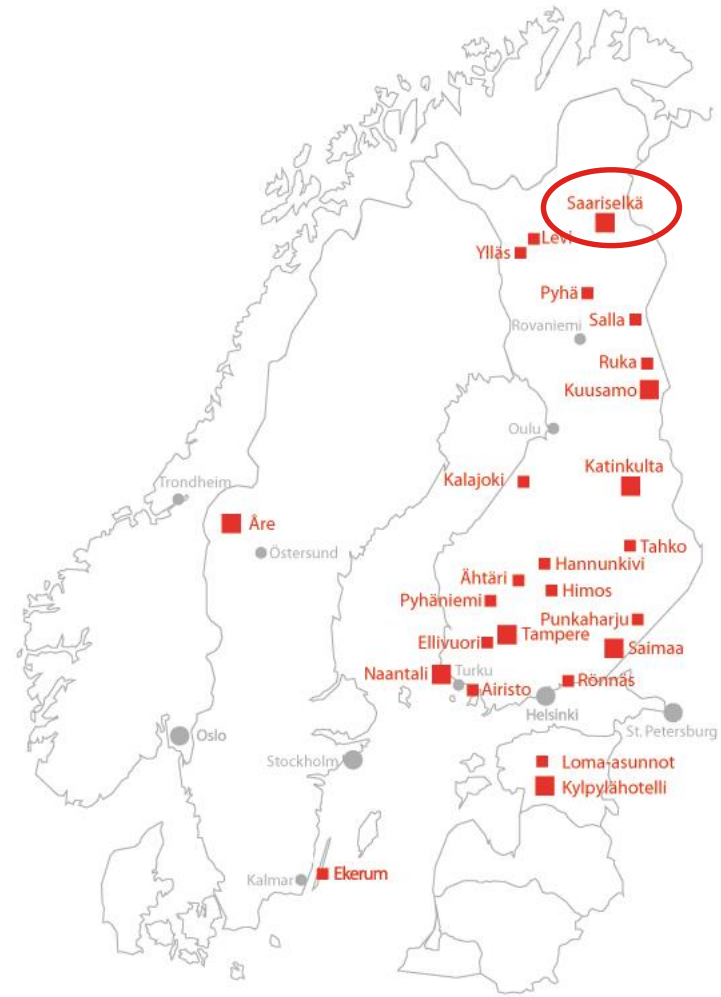 Saariselkä
Levi
Ylläs
Pyhä
Salla
Rovaniemi
Ruka
Kuusamo
Oulu
Katinkulta
Kalajoki
Trondheim
Åre
Östersund
Tahko
Hannunkivi
Ähtäri
Himos
Pyhäniemi
Punkaharju
Tampere
Ellivuori
Saimaa
Naantali
Turku
Airisto
Rönnäs
Helsinki
St. Petersburg
Oslo
Stockholm
Loma-asunnot
Kylpylähotelli
Kalmar
Ekerum